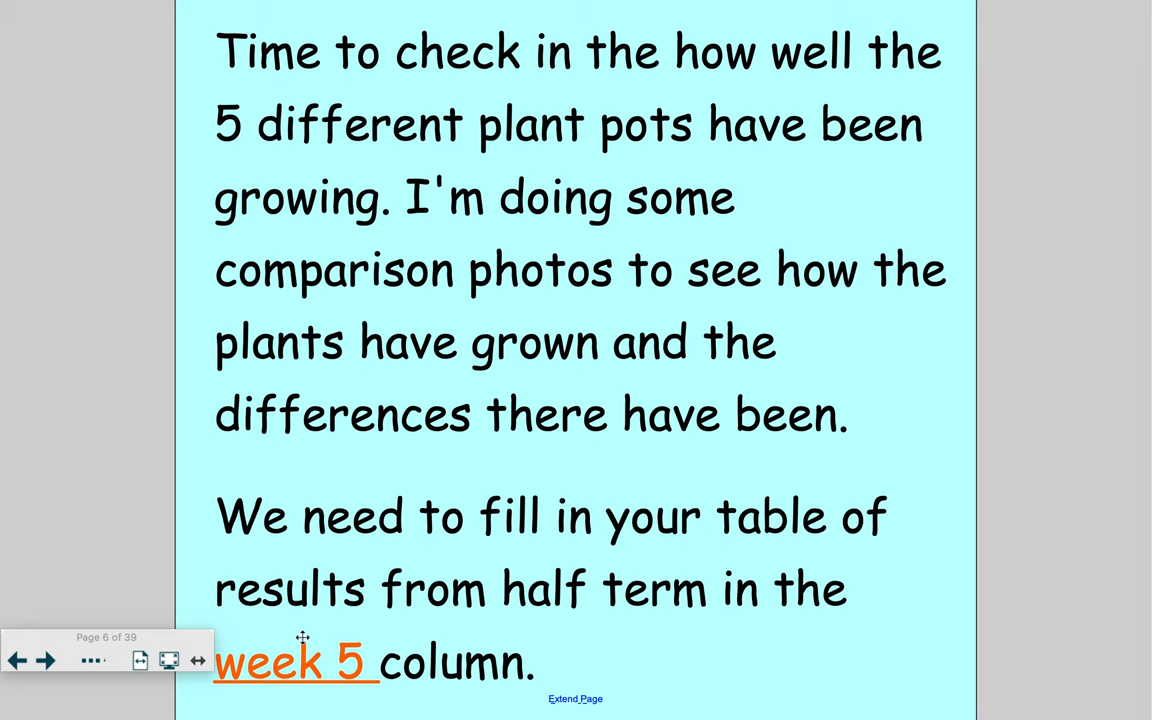 Time to check in the how well the
5 different plant pots have been
growing. I'm doing some
comparison photos to see how the
plants have grown and the
differences there have been.
We need to fill in your table of
results from half term in the
week 5 column.
Page 6 of 39
Extend Page